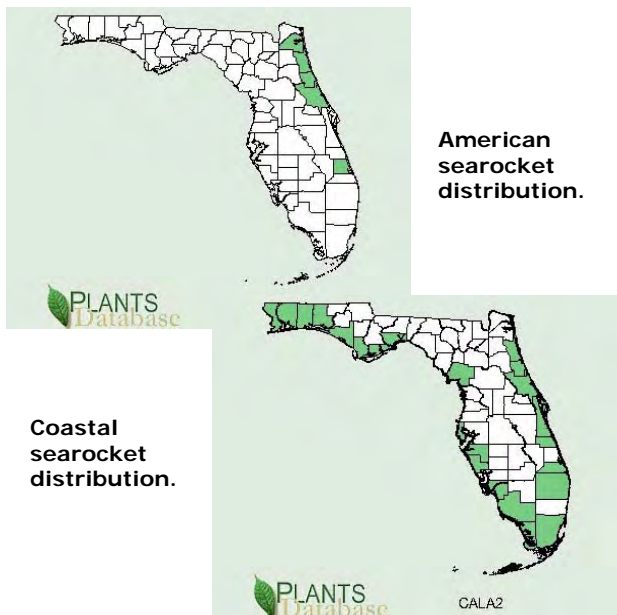 American
searocket
distribution.
PLANTS
Database
Coastal
searocket
distribution.
PLANTS
Database
CALA2